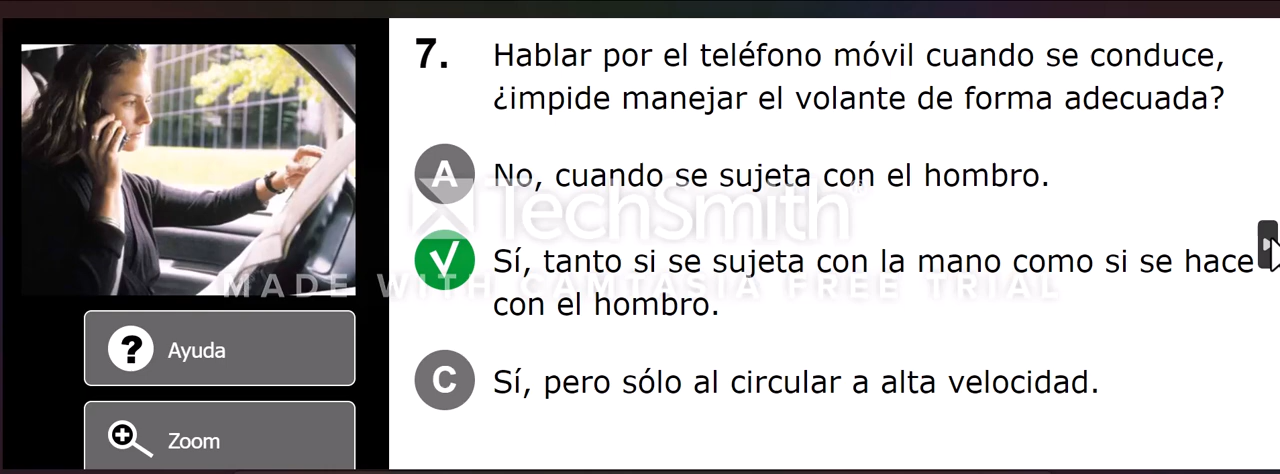 7. Hablar por el teléfono móvil cuando se conduce,
¿impide manejar el volante de forma adecuada?
A No, cuando se sujeta con el hombro.
TechSmith
√ Sí, tanto si se sujeta con la mano como si se hace
MADE WITH CAMTASIA FREE TRIAL
con el hombro.
C Sí, pero sólo al circular a alta velocidad.
? Ayuda
Zoom